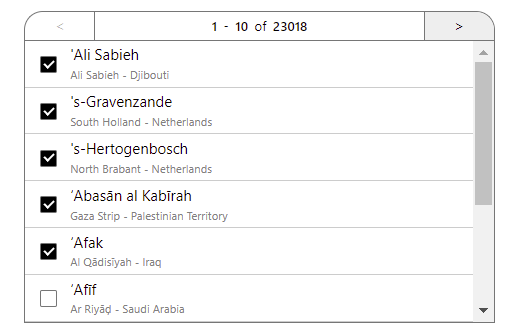 < 1 - 10 of 23018 >
'Ali Sabieh
Ali Sabieh - Djibouti
's-Gravenzande
South Holland - Netherlands
's-Hertogenbosch
North Brabant - Netherlands
‘Abasān al Kabīrah
Gaza Strip - Palestinian Territory
‘Afak
Al Qādisīyah - Iraq
‘Afīf
Ar Riyāḑ - Saudi Arabia